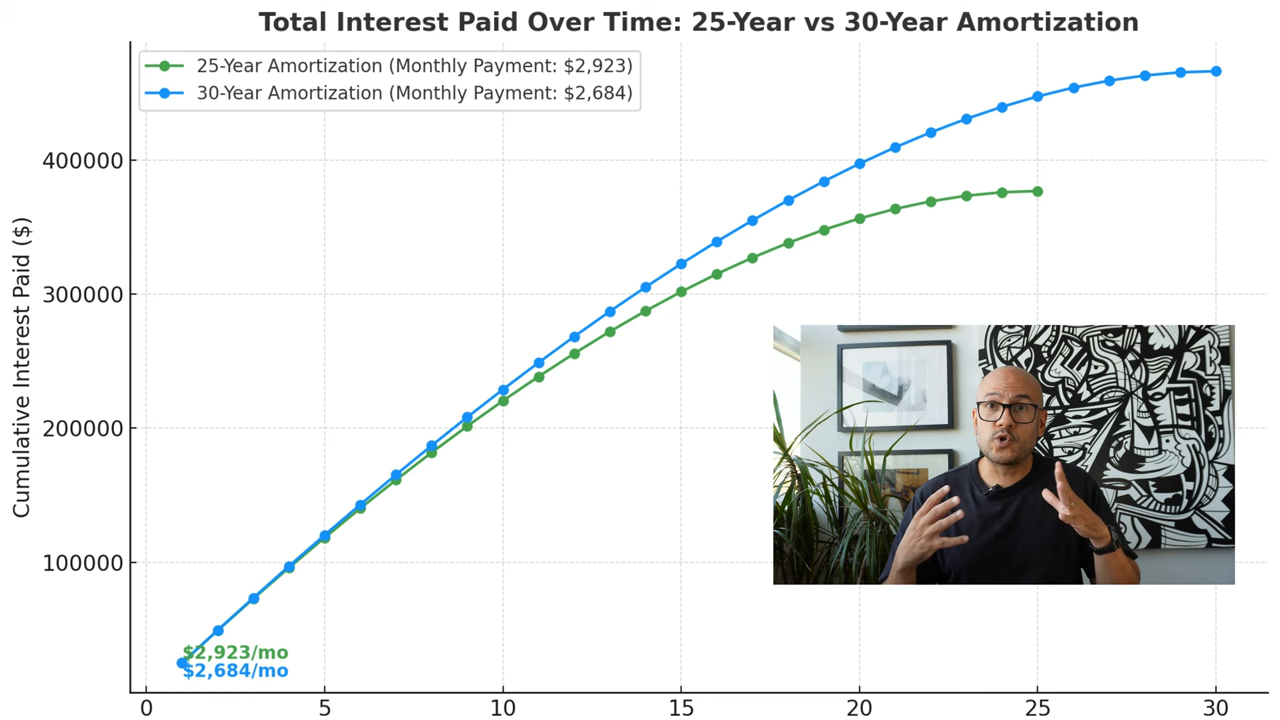 Total Interest Paid Over Time: 25-Year vs 30-Year Amortization
25-Year Amortization (Monthly Payment: $2,923)
30-Year Amortization (Monthly Payment: $2,684)
Cumulative Interest Paid ($)
400000
300000
200000
100000
$2,923/mo
$2,684/mo
0 5 10 15 20 25 30